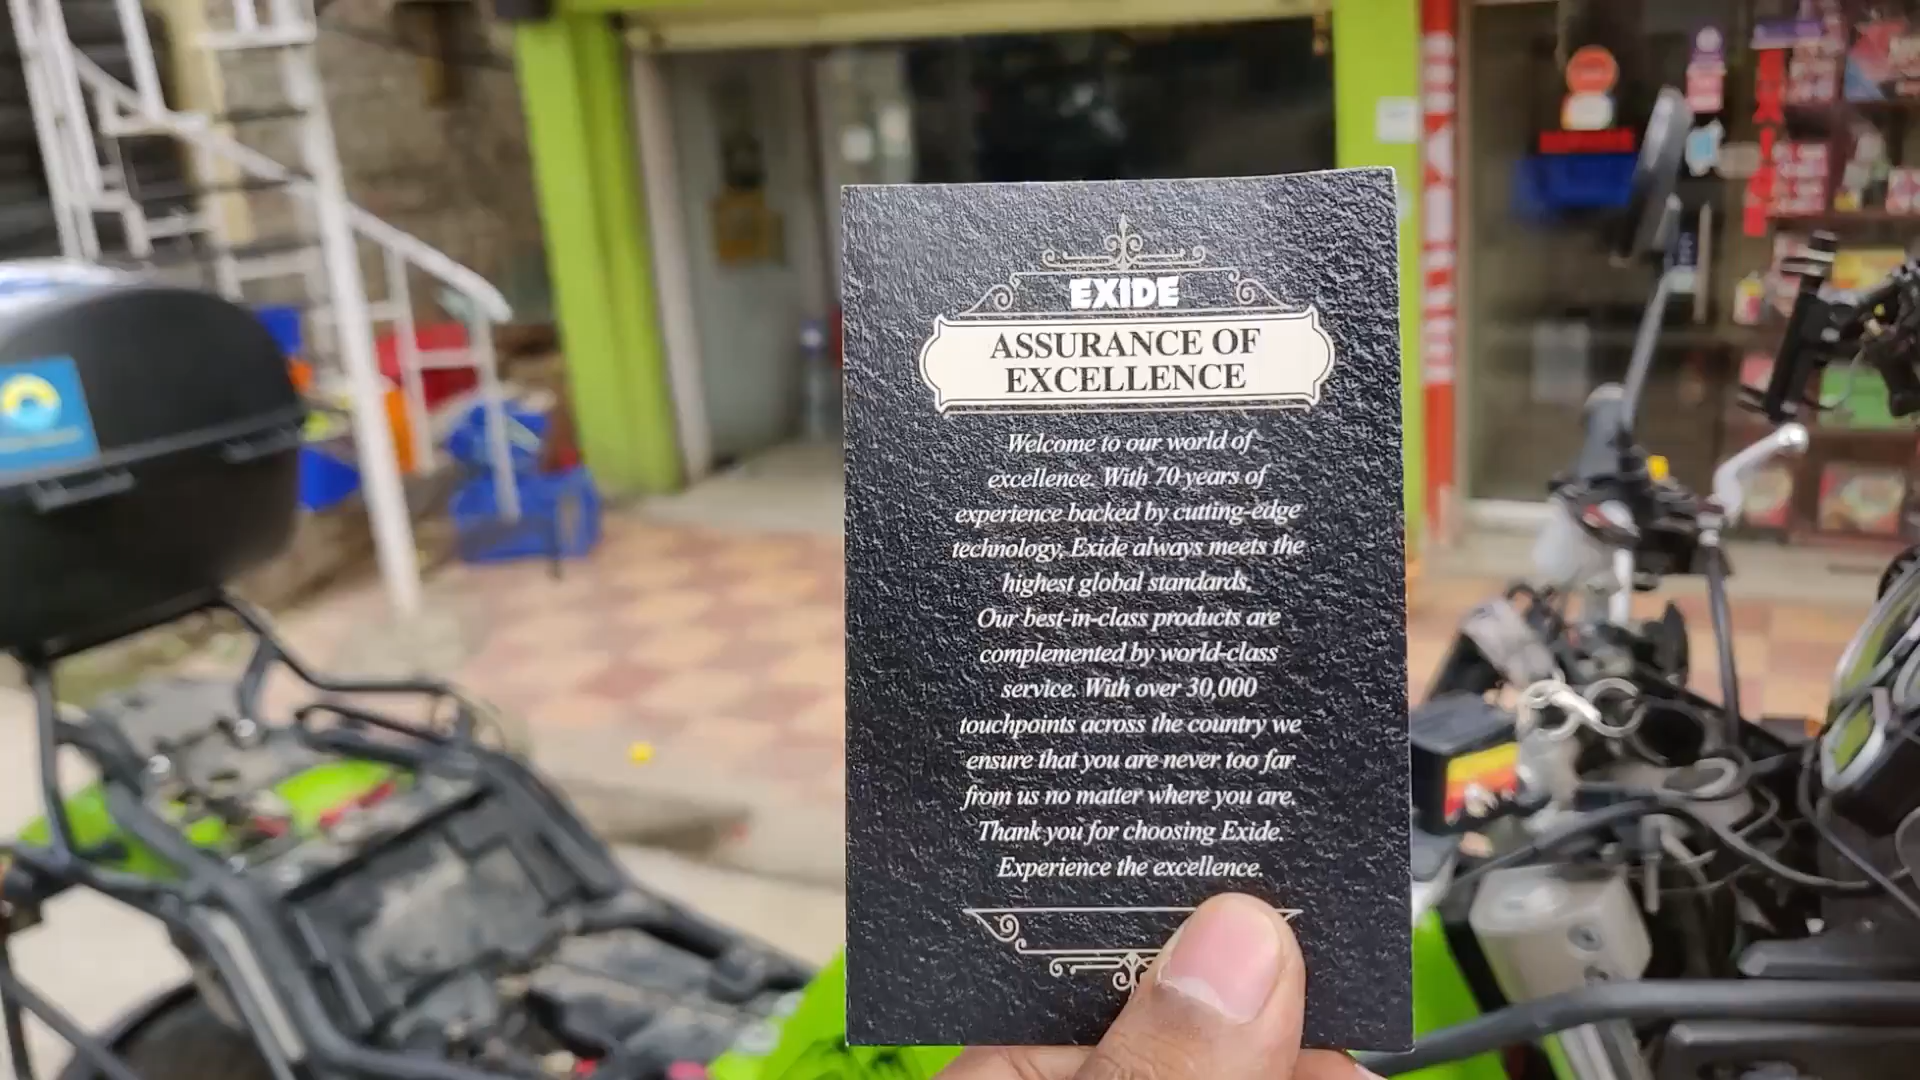 EXIDE
ASSURANCE OF
EXCELLENCE
Welcome to our world of
excellence. With 70 years of
experience backed by cutting-edge
technology, Exide always meets the
highest global standards.
Our best-in-class products are
complemented by world-class
service. With over 30,000
touchpoints across the country we
ensure that you are never too far
from us no matter where you are.
Thank you for choosing Exide.
Experience the excellence.